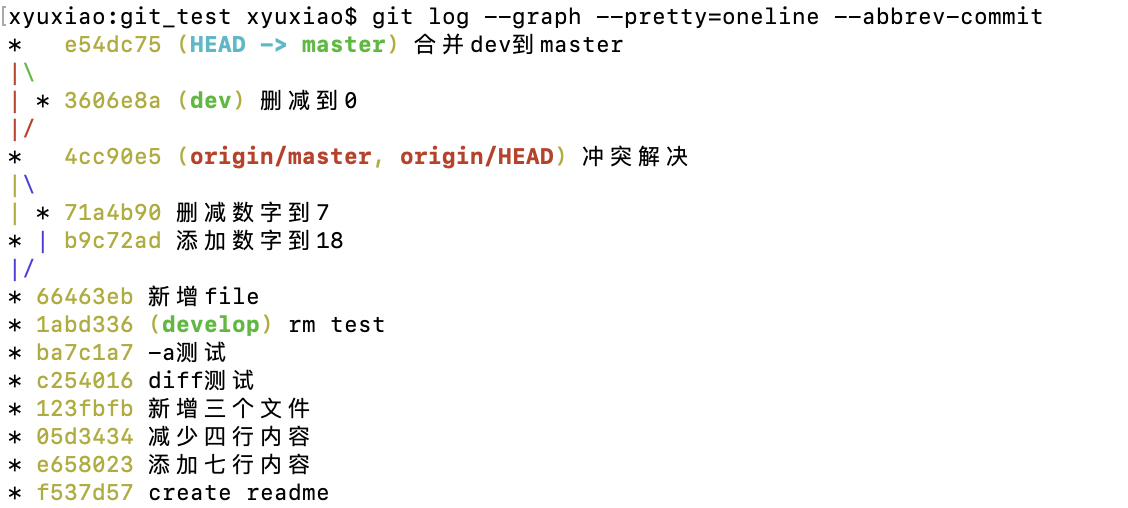 [xyuxiao:git_test xyuxiao$ git log --graph --pretty=oneline --abbrev-commit
*   e54dc75 (HEAD -> master) 合并dev到master
|\
| * 3606e8a (dev) 删减到0
|/
*   4cc90e5 (origin/master, origin/HEAD) 冲突解决
|\
| * 71a4b90 删减数字到7
* | b9c72ad 添加数字到18
|/
* 66463eb 新增file
* 1abd336 (develop) rm test
* ba7c1a7 -a测试
* c254016 diff测试
* 123fbfb 新增三个文件
* 05d3434 减少四行内容
* e658023 添加七行内容
* f537d57 create readme